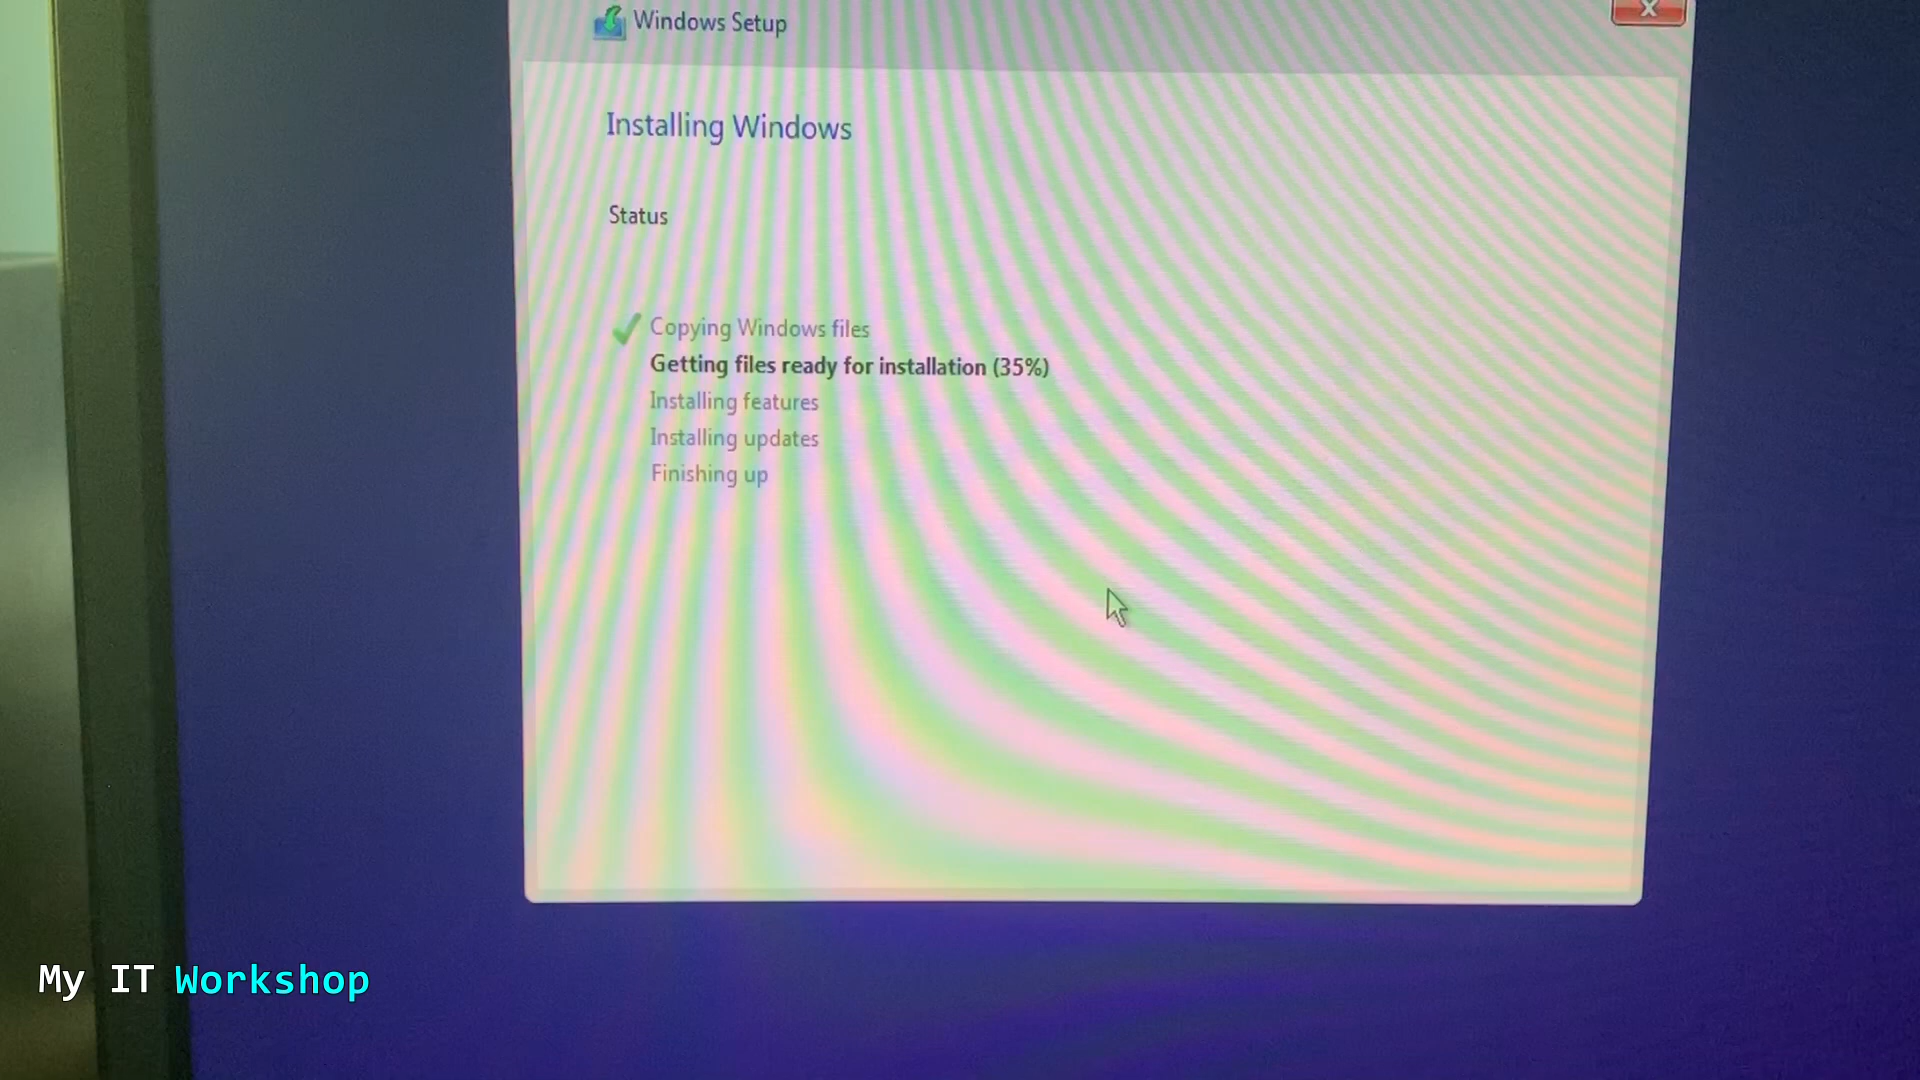 Windows Setup
X
Installing Windows
Status
Copying Windows files
Getting files ready for installation (35%)
Installing features
Installing updates
Finishing up
My IT Workshop